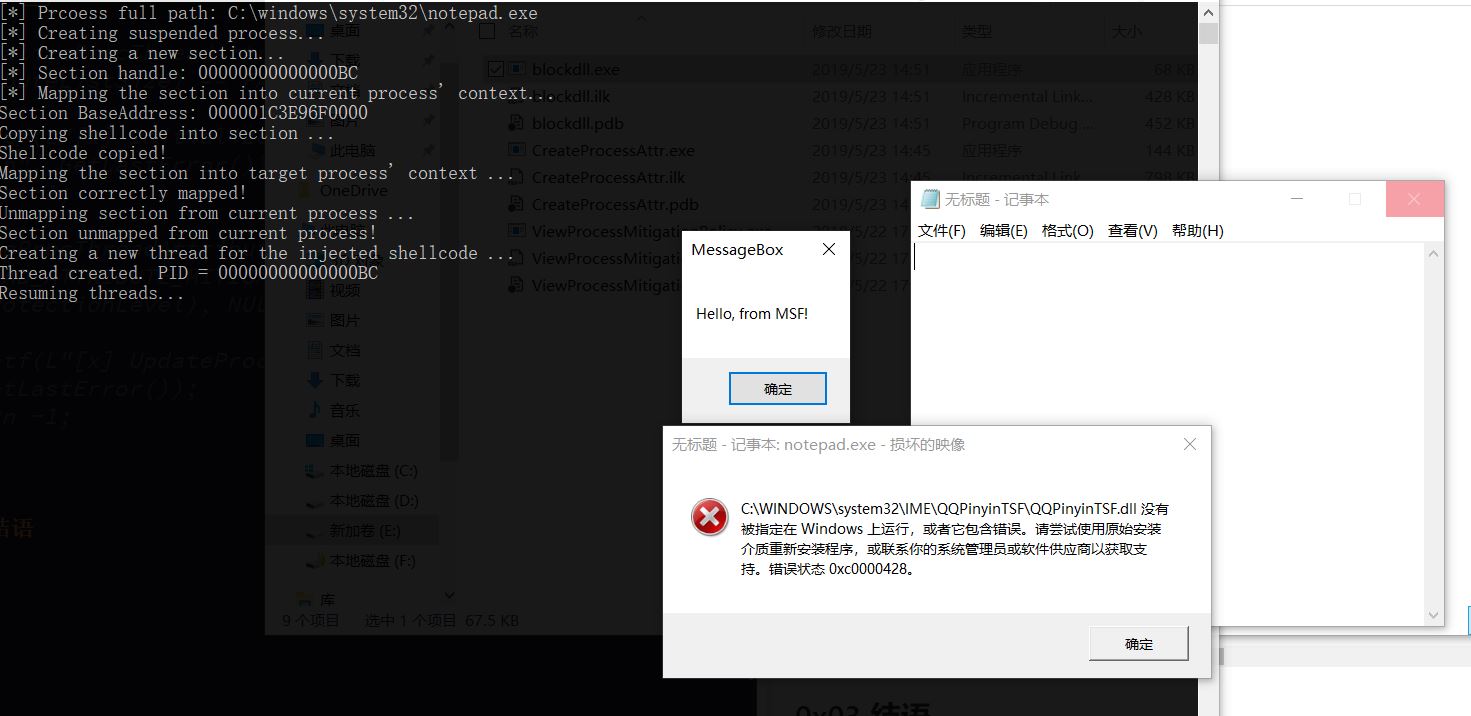 [*] Prcoess full path: C:\windows\system32\notepad.exe
[*] Creating suspended process...
[*] Creating a new section...
[*] Section handle: 00000000000000BC
[*] Mapping the section into current process' context...
Section BaseAddress: 000001C3E96F0000
Copying shellcode into section ...
Shellcode copied!
Mapping the section into target process' context ...
Section correctly mapped!
Unmapping section from current process ...
Section unmapped from current process!
Creating a new thread for the injected shellcode ...
Thread created. PID = 00000000000000BC
Resuming threads...
otectionLevel), NUL
tf(L"[x] UpdateProc
tLastError());
n -1;
结语
桌面
下载
图片
此电脑
OneDrive
视频
图片
文档
下载
音乐
桌面
本地磁盘 (C:)
本地磁盘 (D:)
新加卷 (E:)
本地磁盘 (F:)
库
9 个项目 选中 1 个项目 67.5 KB
名称 修改日期 类型 大小
blockdll.exe 2019/5/23 14:51 应用程序 68 KB
blockdll.ilk 2019/5/23 14:51 Incremental Link... 428 KB
blockdll.pdb 2019/5/23 14:51 Program Debug ... 452 KB
CreateProcessAttr.exe 2019/5/23 14:45 应用程序 144 KB
CreateProcessAttr.ilk 2019/5/23 14:45 Incremental Link... 798 KB
CreateProcessAttr.pdb
ViewProcessMitigationPolicy.exe 5/22 17
ViewProcessMitigati 5/22 17
ViewProcessMitigati 5/22 17
MessageBox
Hello, from MSF!
确定
无标题 - 记事本
文件(F) 编辑(E) 格式(O) 查看(V) 帮助(H)
无标题 - 记事本: notepad.exe - 损坏的映像
C:\WINDOWS\system32\IME\QQPinyinTSF\QQPinyinTSF.dll 没有
被指定在 Windows 上运行，或者它包含错误。请尝试使用原始安装
介质重新安装程序，或联系你的系统管理员或软件供应商以获取支
持。错误状态 0xc0000428。
确定
0x03 结语